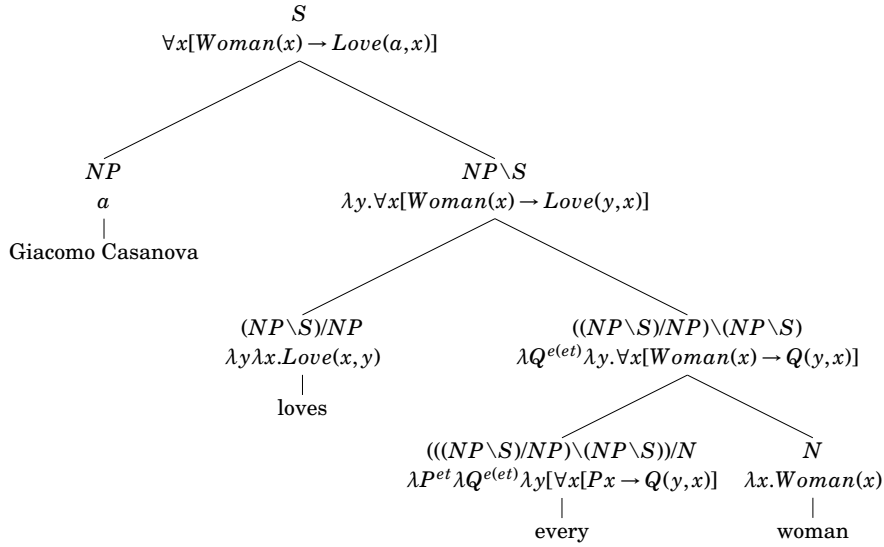 S
∀x[Woman(x) → Love(a,x)]
NP NP\S
a λy.∀x[Woman(x) → Love(y,x)]
Giacomo Casanova
(NP\S)/NP ((NP\S)/NP)\(NP\S)
λyλx.Love(x,y) λQ^{e(et)}λy.∀x[Woman(x) → Q(y,x)]
loves
(((NP\S)/NP)\(NP\S))/N N
λP^{et}λQ^{e(et)}λy[∀x[Px → Q(y,x)] λx.Woman(x)
every woman